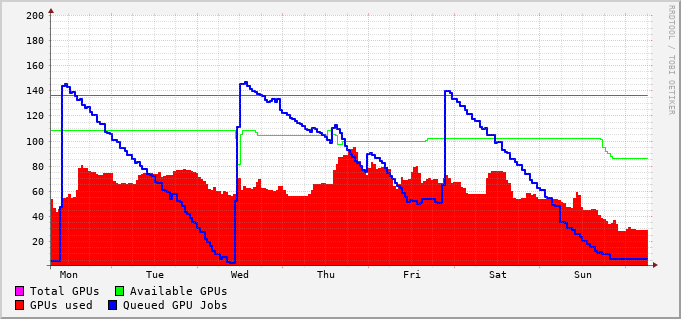 200
180
160
140
120
100
80
60
40
20
Mon Tue Wed Thu Fri Sat Sun
Total GPUs Available GPUs
GPUs used Queued GPU Jobs
RRDTOOL / TOBI OETIKER